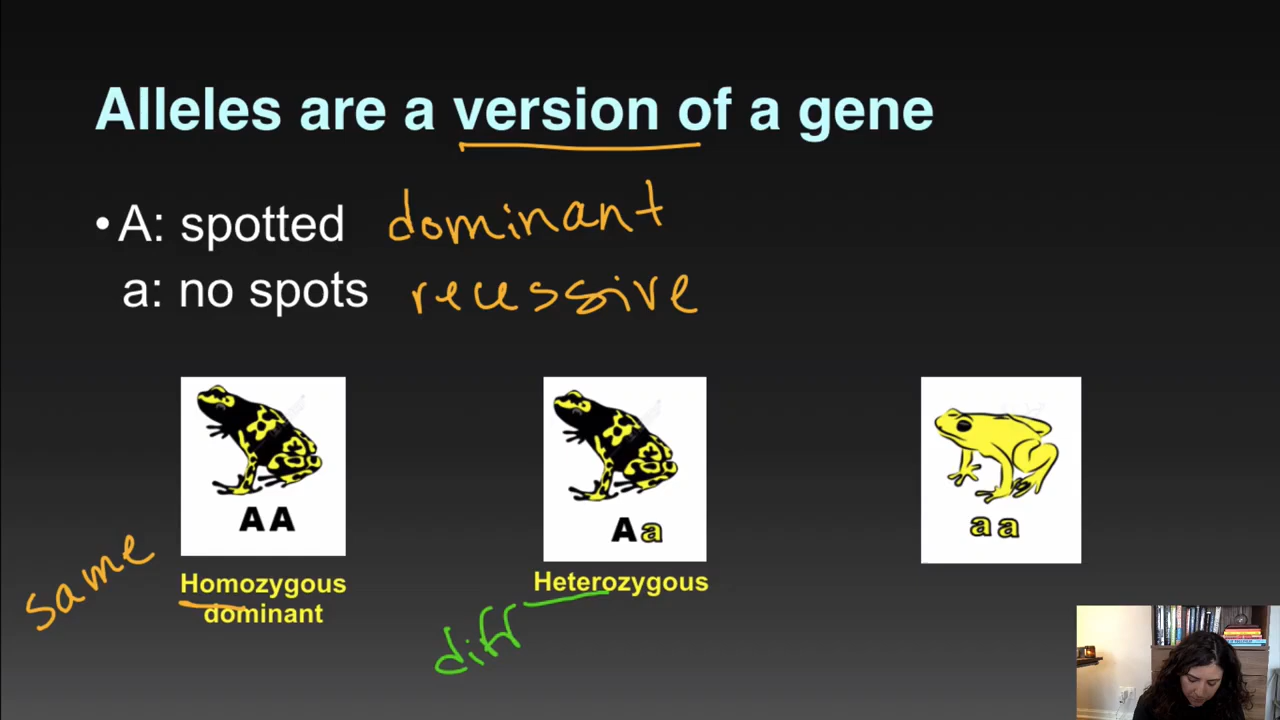 Alleles are a version of a gene
•A: spotted dominant
a: no spots recessive
AA
Aa
aa
same
Homozygous
dominant
Heterozygous
diff